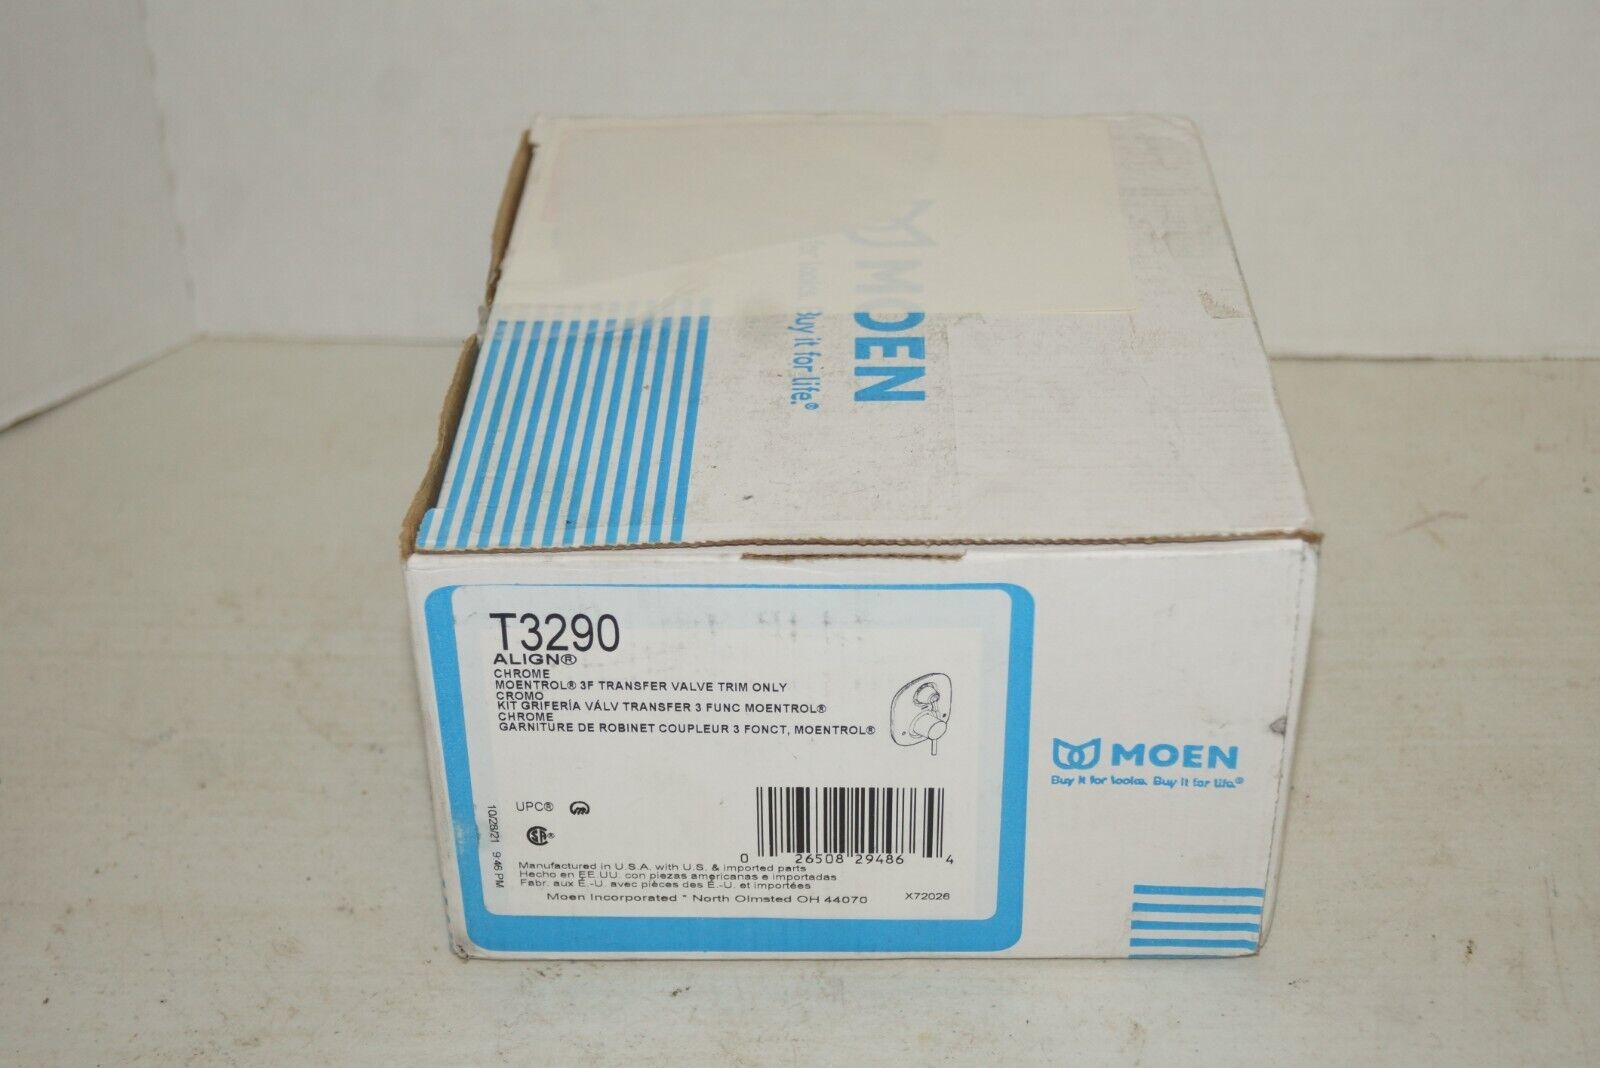 MOEN
Buy it for looks. Buy it for life.®
T3290
ALIGN®
CHROME
MOENTROL® 3F TRANSFER VALVE TRIM ONLY
CROMO
KIT GRIFERÍA VÁLV TRANSFER 3 FUNC MOENTROL®
CHROME
GARNITURE DE ROBINET COUPLEUR 3 FONCT, MOENTROL®
UPC®
SA®
10/28/21 9:46 PM
0 26508 29486 4
Manufactured in U.S.A. with U.S. & imported parts
Hecho en EE.UU. con piezas americanas e importadas
Fabr. aux É.-U. avec pièces des É.-U. et importées
Moen Incorporated * North Olmsted OH 44070
X72026
MOEN
Buy it for looks. Buy it for life.®